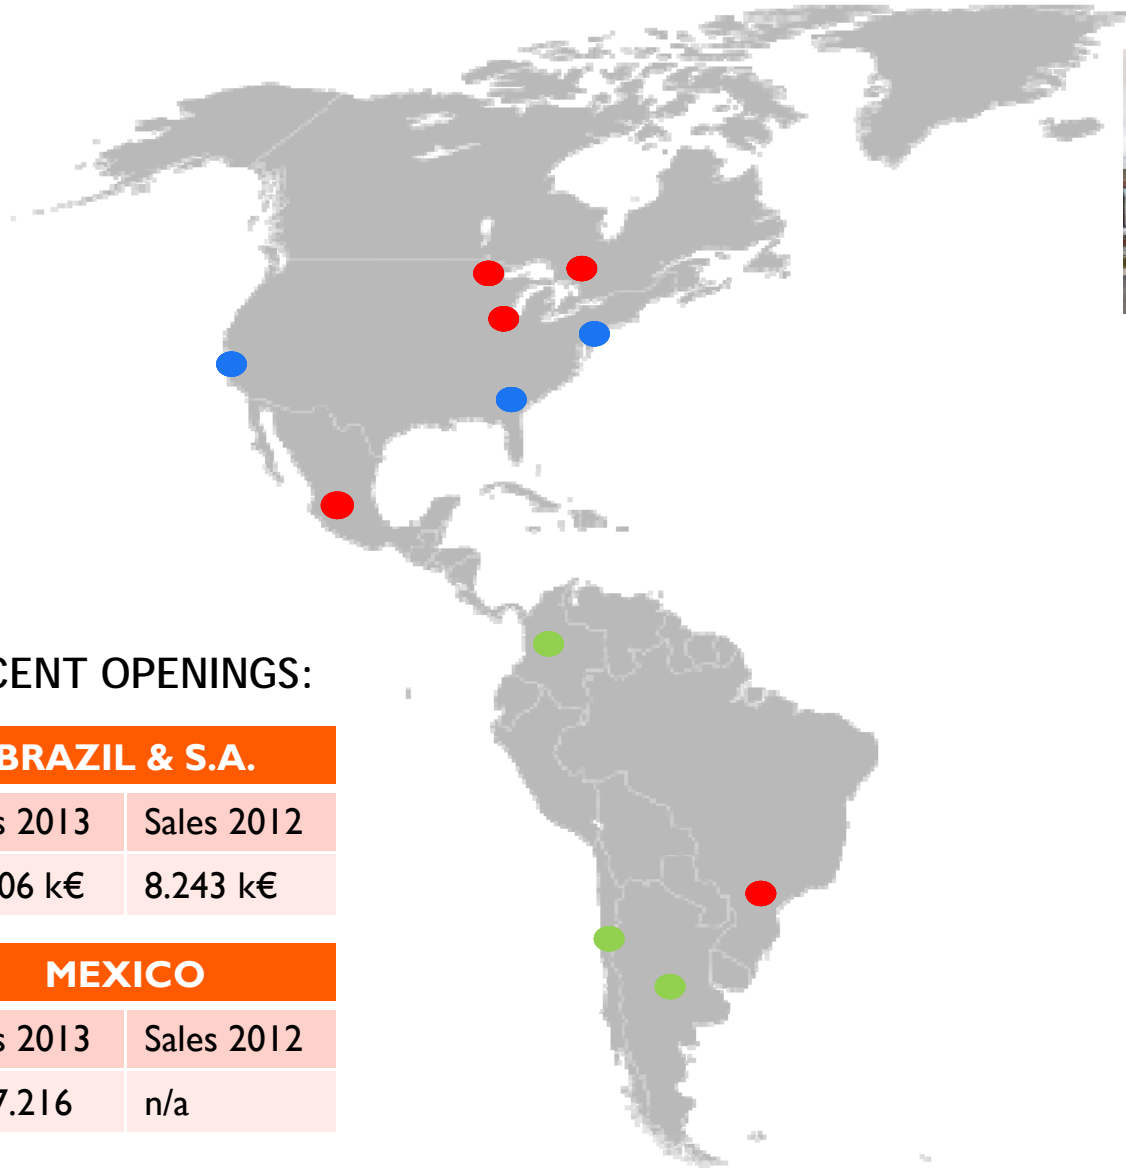 CENT OPENINGS:
BRAZIL & S.A.
s 2013 Sales 2012
06 k€ 8.243 k€
MEXICO
s 2013 Sales 2012
7.216 n/a